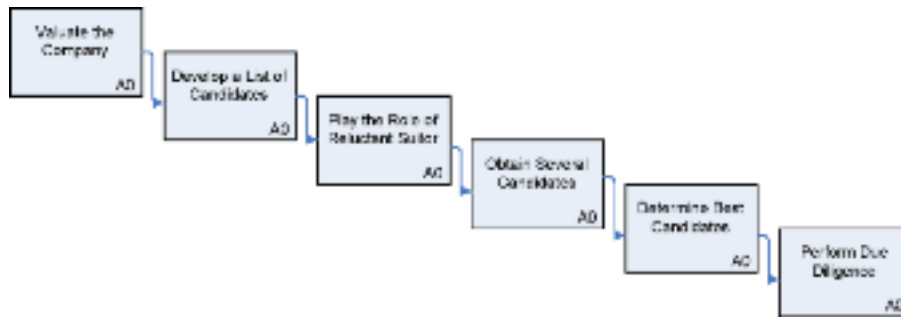 Valuate the
Company
A0
Develop a List of
Candidates
A0
Play the Role of
Reluctant Suitor
A0
Obtain Several
Candidates
A0
Determine Best
Candidates
A0
Perform Due
Diligence
A0